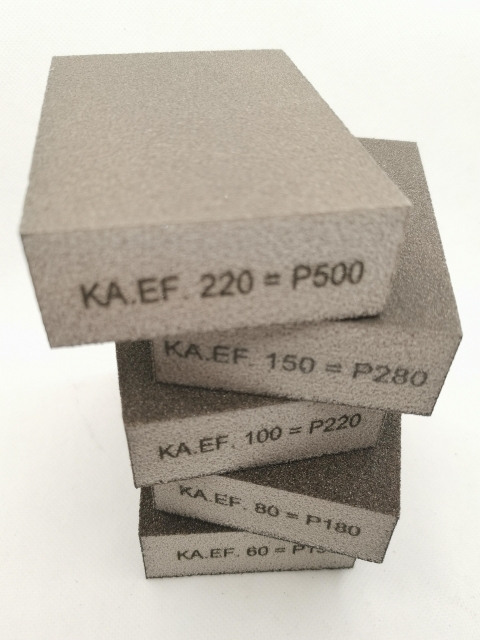 KA.EF. 220 = P500
KA.EF. 150 = P280
KA.EF. 100 = P220
KA.EF. 80 = P180
KA.EF. 60 =